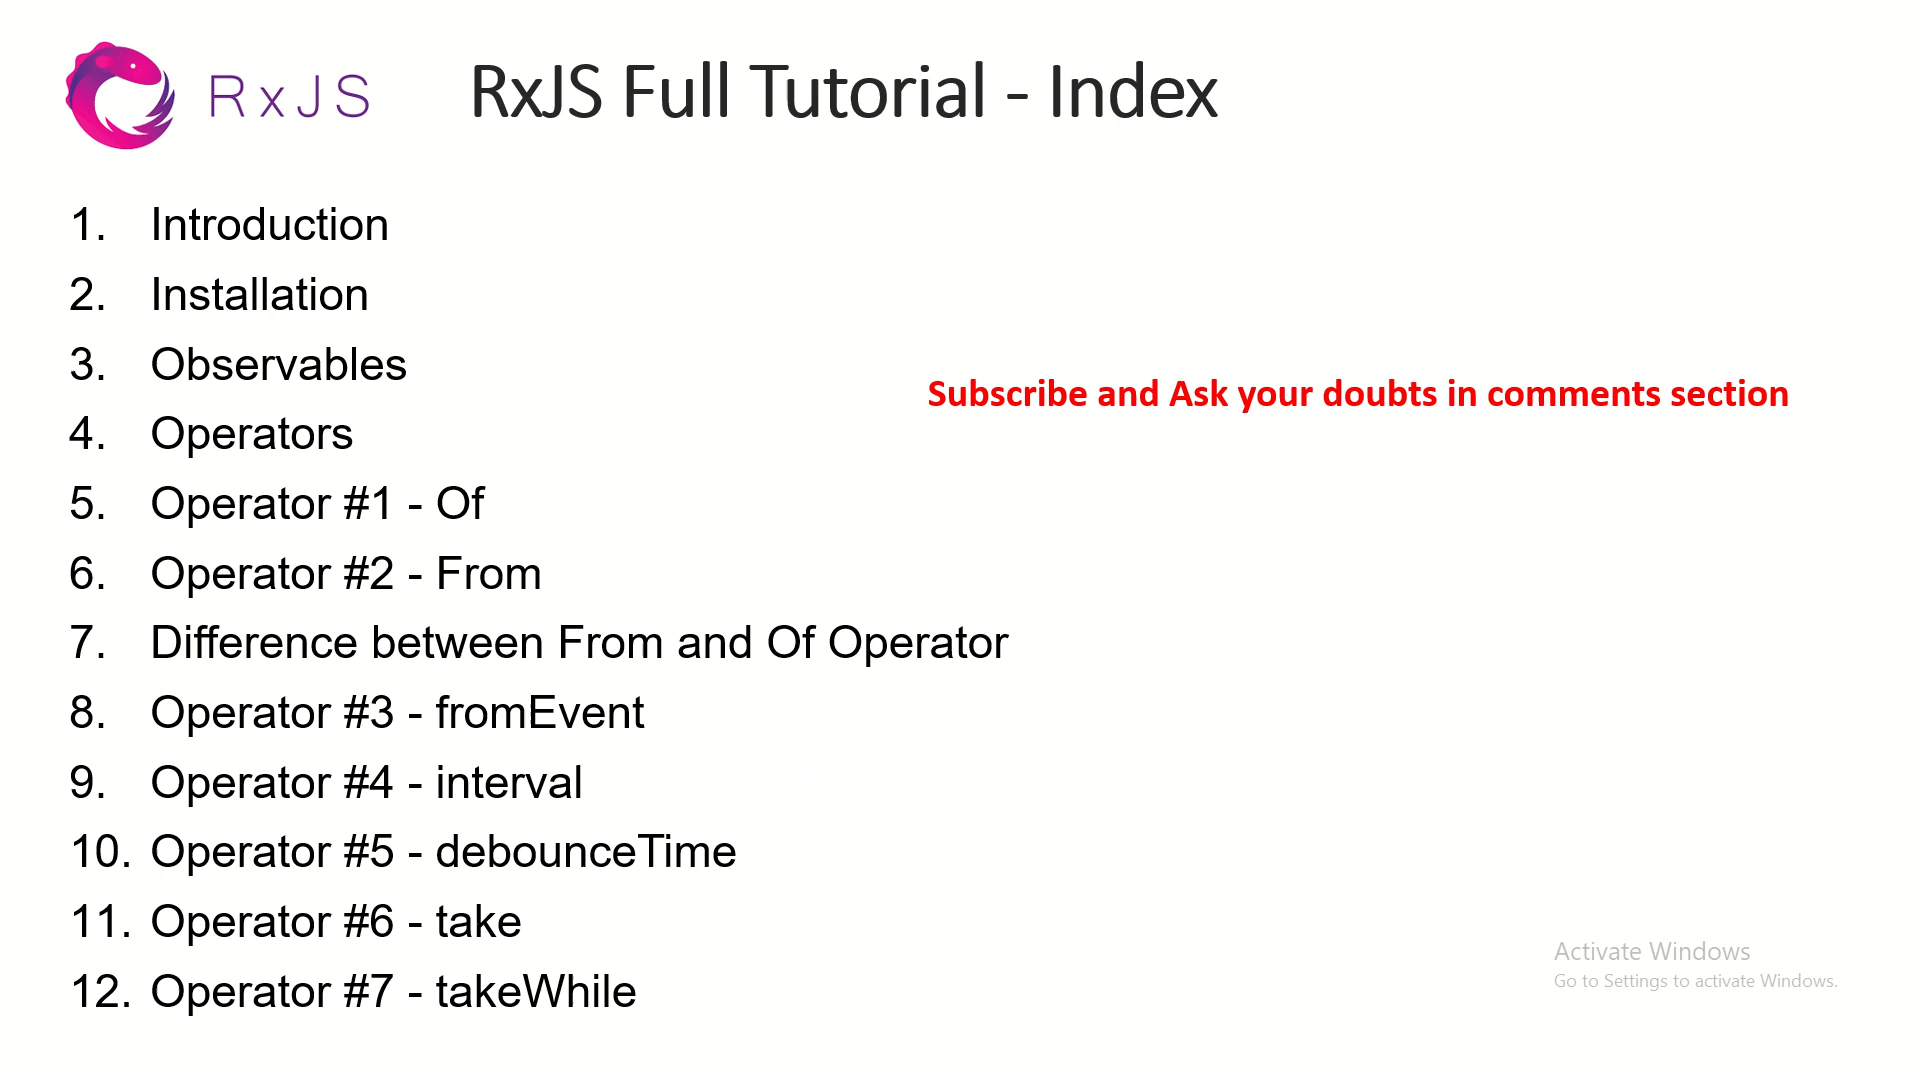 RxJS
RxJS Full Tutorial - Index
1. Introduction
2. Installation
3. Observables
4. Operators
5. Operator #1 - Of
6. Operator #2 - From
7. Difference between From and Of Operator
8. Operator #3 - fromEvent
9. Operator #4 - interval
10. Operator #5 - debounceTime
11. Operator #6 - take
12. Operator #7 - takeWhile
Subscribe and Ask your doubts in comments section
Activate Windows
Go to Settings to activate Windows.